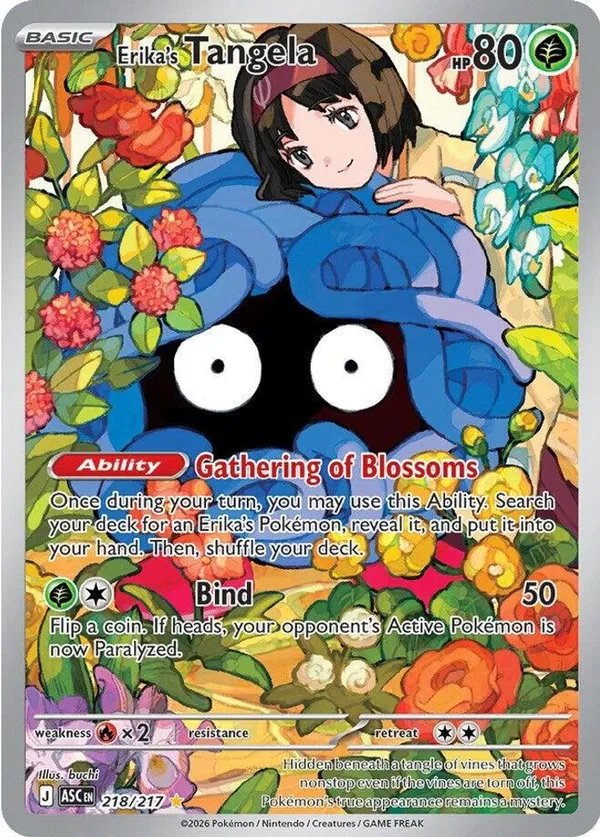 BASIC
Erika's Tangela
HP 80
Ability Gathering of Blossoms
Once during your turn, you may use this Ability. Search
your deck for an Erika's Pokémon, reveal it, and put it into
your hand. Then, shuffle your deck.
Bind 50
Flip a coin. If heads, your opponent's Active Pokémon is
now Paralyzed.
weakness ×2 resistance retreat
Illus. buchi
J ASC EN 218/217
Hidden beneath a tangle of vines that grows
nonstop even if the vines are torn off, this
Pokémon's true appearance remains a mystery.
©2026 Pokémon / Nintendo / Creatures / GAME FREAK